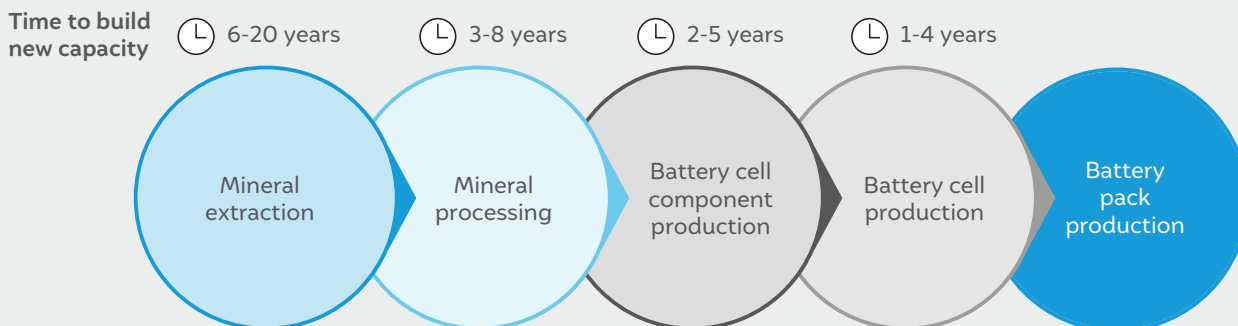 Time to build
new capacity
6-20 years
3-8 years
2-5 years
1-4 years
Mineral
extraction
Mineral
processing
Battery cell
component
production
Battery cell
production
Battery
pack
production